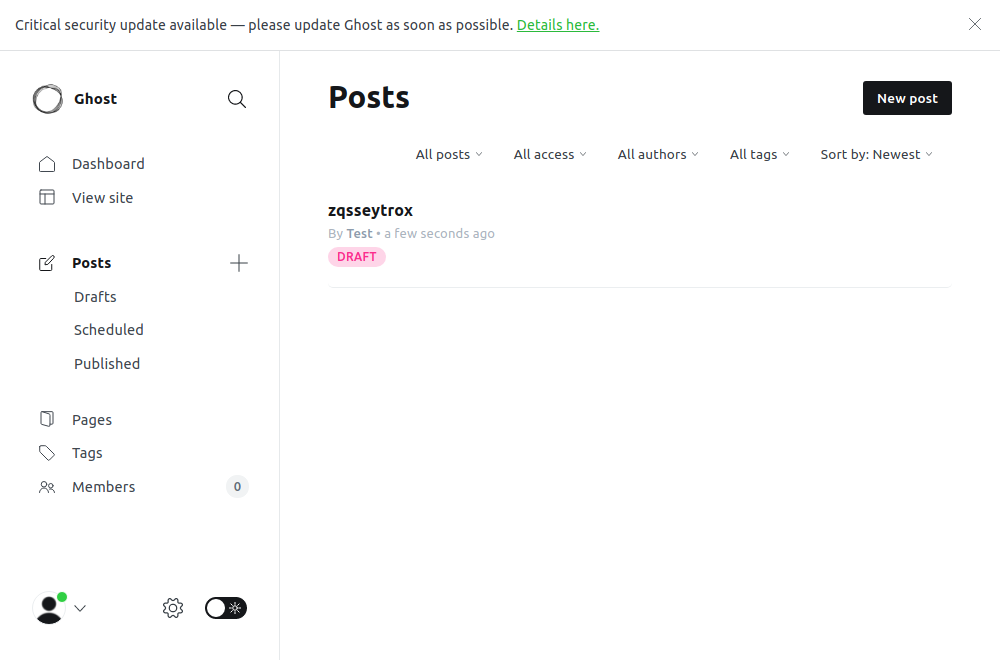 Critical security update available — please update Ghost as soon as possible. Details here.
Ghost
Dashboard
View site
Posts
Drafts
Scheduled
Published
Pages
Tags
Members 0
Posts
New post
All posts All access All authors All tags Sort by: Newest
zqsseytrox
By Test • a few seconds ago
DRAFT